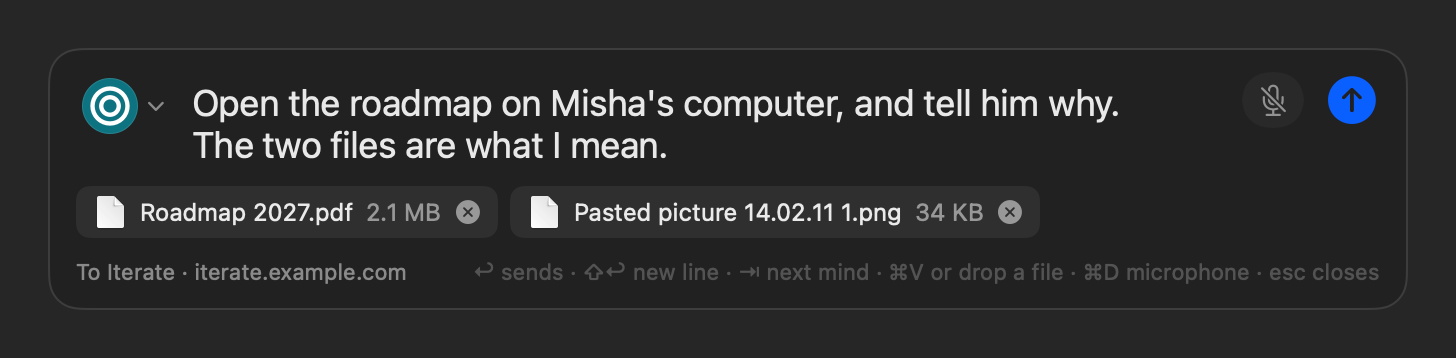 Open the roadmap on Misha's computer, and tell him why.
The two files are what I mean.
Roadmap 2027.pdf 2.1 MB
Pasted picture 14.02.11 1.png 34 KB
To Iterate · iterate.example.com
↩ sends · ⇧↩ new line · ⇥ next mind · ⌘V or drop a file · ⌘D microphone · esc closes